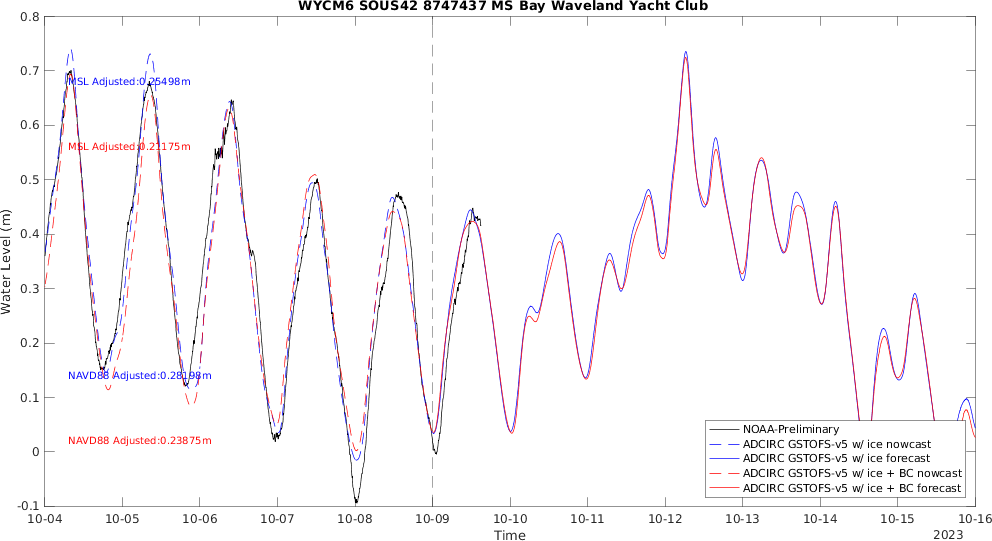 WYCM6 SOUS42 8747437 MS Bay Waveland Yacht Club
0.8
0.7
0.6
0.5
0.4
0.3
0.2
0.1
0
-0.1
Water Level (m)
MSL Adjusted:0.25498m
MSL Adjusted:0.21175m
NAVD88 Adjusted:0.28198m
NAVD88 Adjusted:0.23875m
NOAA-Preliminary
ADCIRC GSTOFS-v5 w/ ice nowcast
ADCIRC GSTOFS-v5 w/ ice forecast
ADCIRC GSTOFS-v5 w/ ice + BC nowcast
ADCIRC GSTOFS-v5 w/ ice + BC forecast
10-04 10-05 10-06 10-07 10-08 10-09 10-10 10-11 10-12 10-13 10-14 10-15 10-16
Time
2023